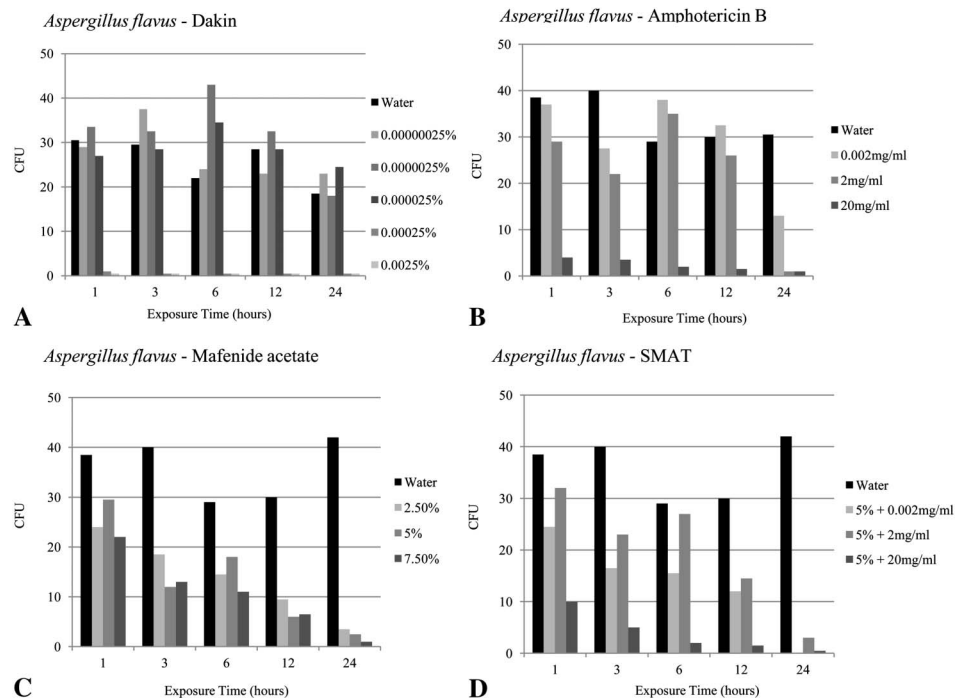 Aspergillus flavus - Dakin
50
40
30
20
10
0
CFU
1 3 6 12 24
Exposure Time (hours)
Water
0.00000025%
0.0000025%
0.000025%
0.00025%
0.0025%
A
Aspergillus flavus - Amphotericin B
50
40
30
20
10
0
CFU
1 3 6 12 24
Exposure Time (hours)
Water
0.002mg/ml
2mg/ml
20mg/ml
B
Aspergillus flavus - Mafenide acetate
50
40
30
20
10
0
CFU
1 3 6 12 24
Exposure Time (hours)
Water
2.50%
5%
7.50%
C
Aspergillus flavus - SMAT
50
40
30
20
10
0
CFU
1 3 6 12 24
Exposure Time (hours)
Water
5% + 0.002mg/ml
5% + 2mg/ml
5% + 20mg/ml
D